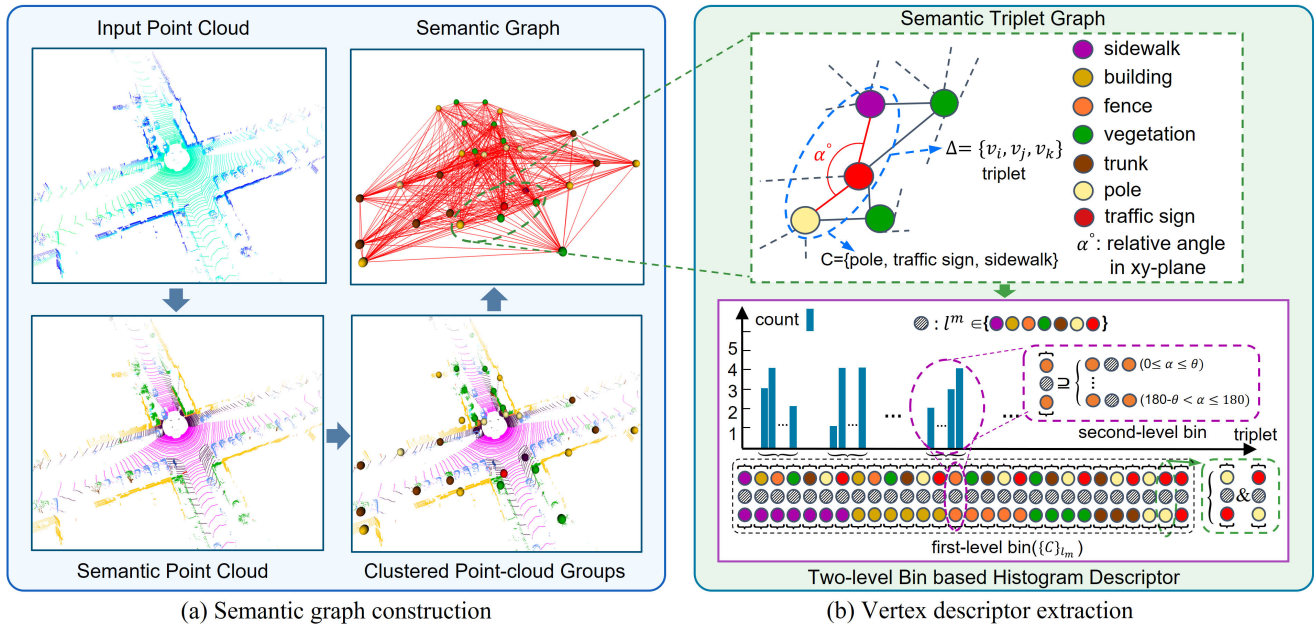 Input Point Cloud
Semantic Graph
Semantic Point Cloud
Clustered Point-cloud Groups
(a) Semantic graph construction
Semantic Triplet Graph
sidewalk
building
fence
vegetation
trunk
pole
traffic sign
α°: relative angle
in xy-plane
α°
Δ= {v_i, v_j, v_k}
triplet
C={pole, traffic sign, sidewalk}
count
5
4
3
2
1
: l^m ∈{ }
...
...
...
...
...
...
⊇
(0≤ α ≤ θ)
⋮
(180-θ < α ≤ 180)
second-level bin
triplet
&
first-level bin({C}_{l_m})
Two-level Bin based Histogram Descriptor
(b) Vertex descriptor extraction